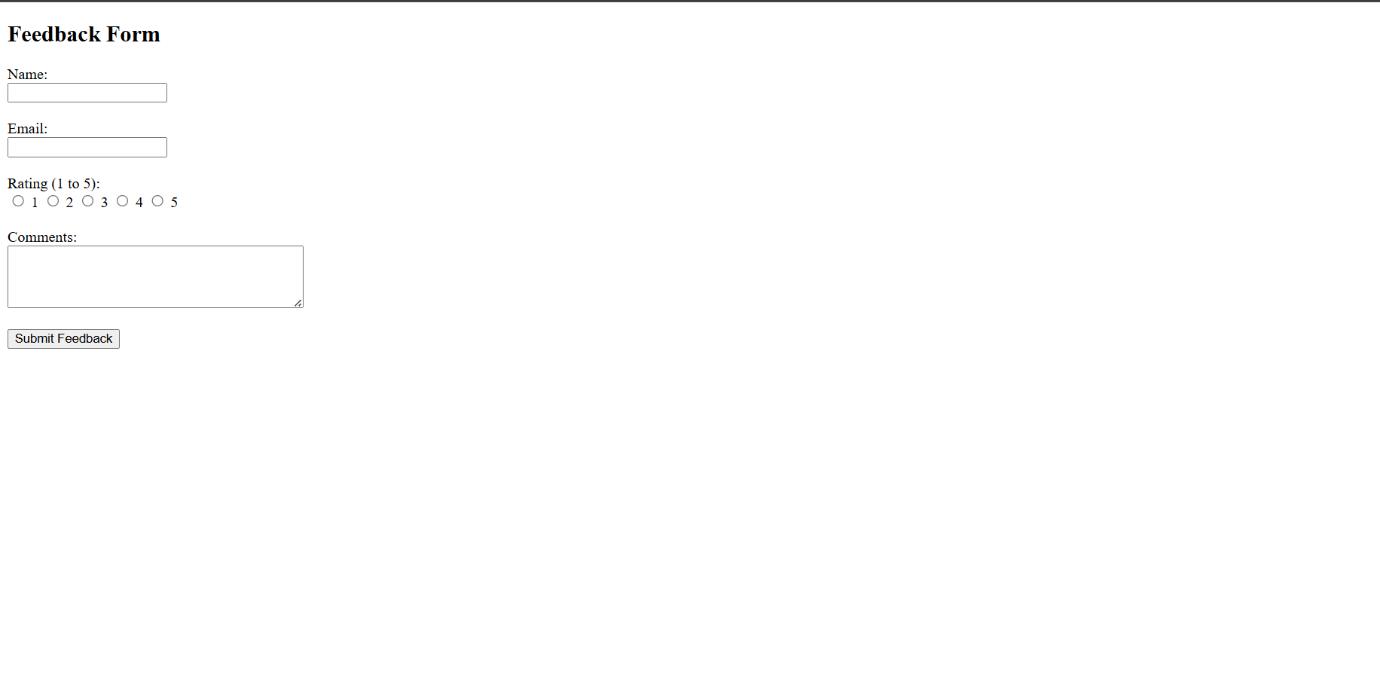 Feedback Form
Name:
Email:
Rating (1 to 5):
1 2 3 4 5
Comments:
Submit Feedback